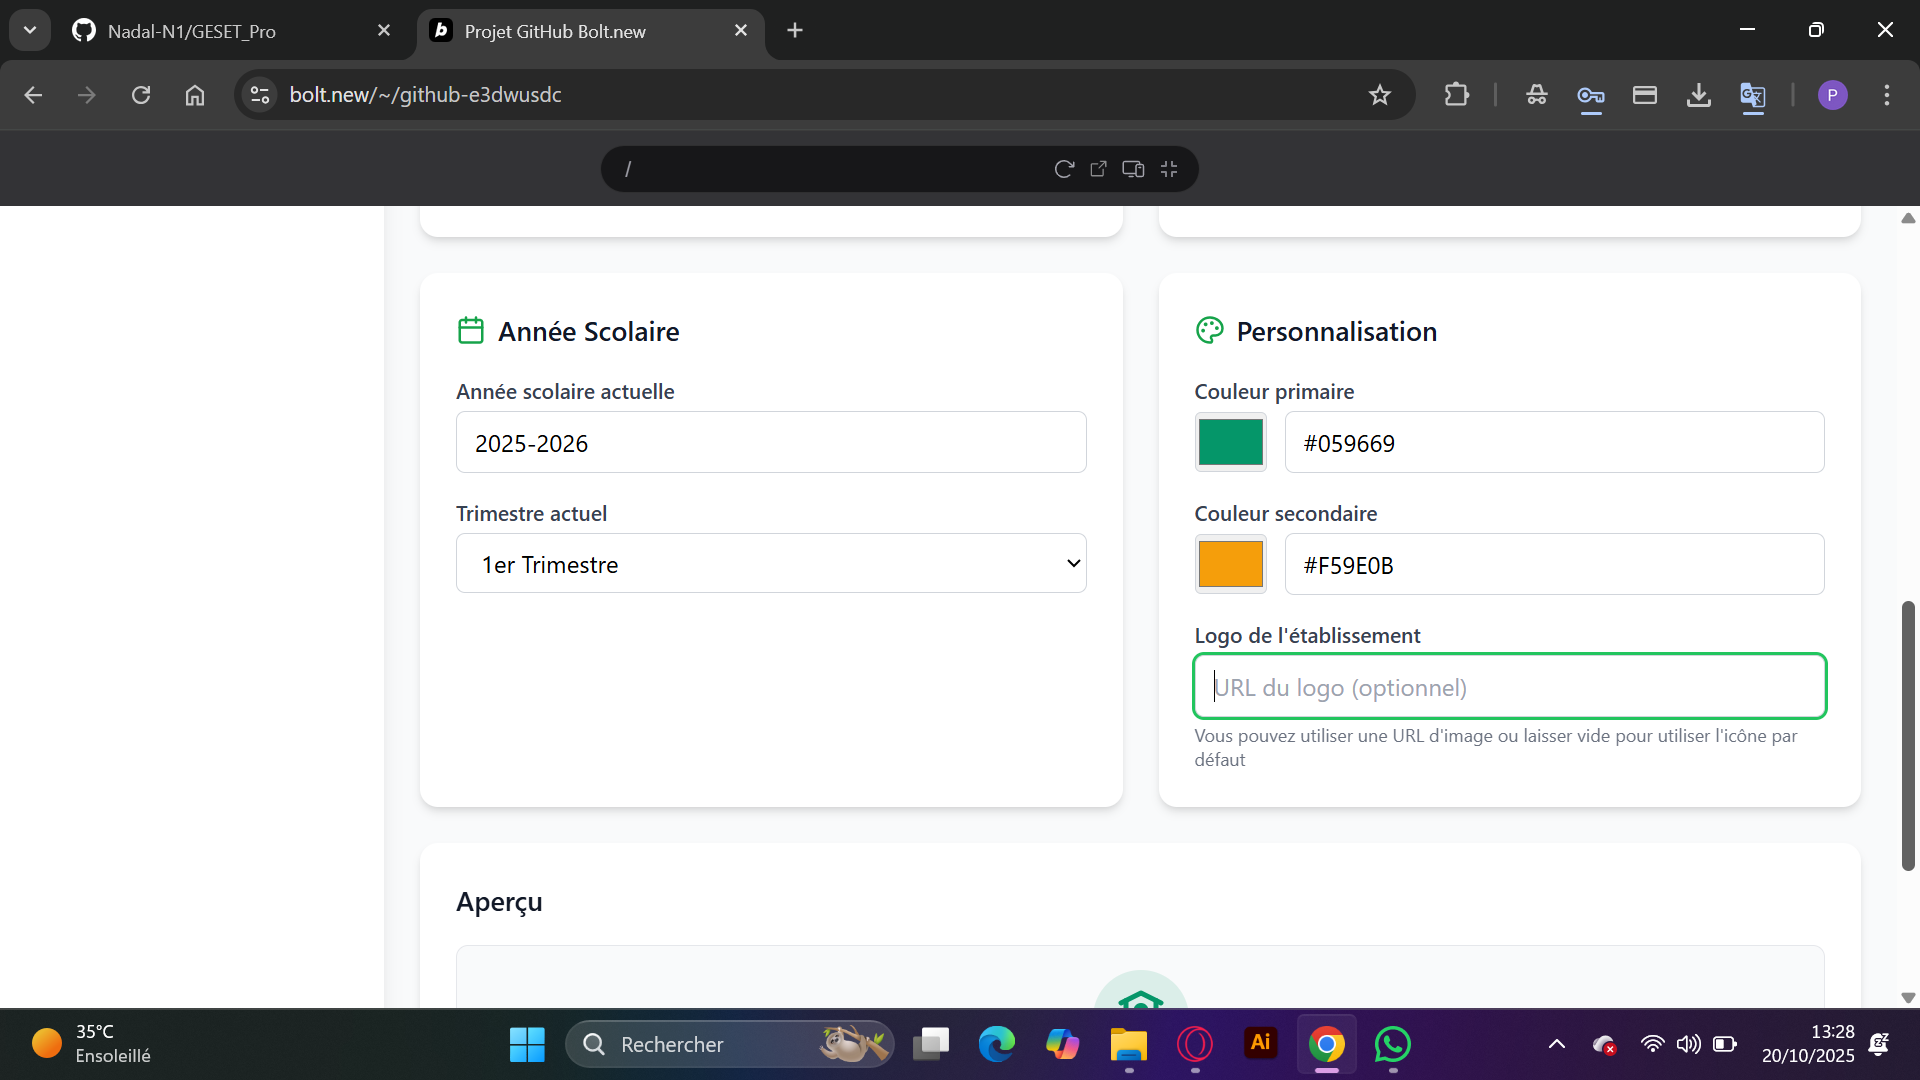 Nadal-N1/GESET_Pro
Projet GitHub Bolt.new
bolt.new/~/github-e3dwusdc
P
/
Année Scolaire
Année scolaire actuelle
2025-2026
Trimestre actuel
1er Trimestre
Personnalisation
Couleur primaire
#059669
Couleur secondaire
#F59E0B
Logo de l'établissement
URL du logo (optionnel)
Vous pouvez utiliser une URL d'image ou laisser vide pour utiliser l'icône par
défaut
Aperçu
35°C
Ensoleillé
Rechercher
Ai
13:28
20/10/2025